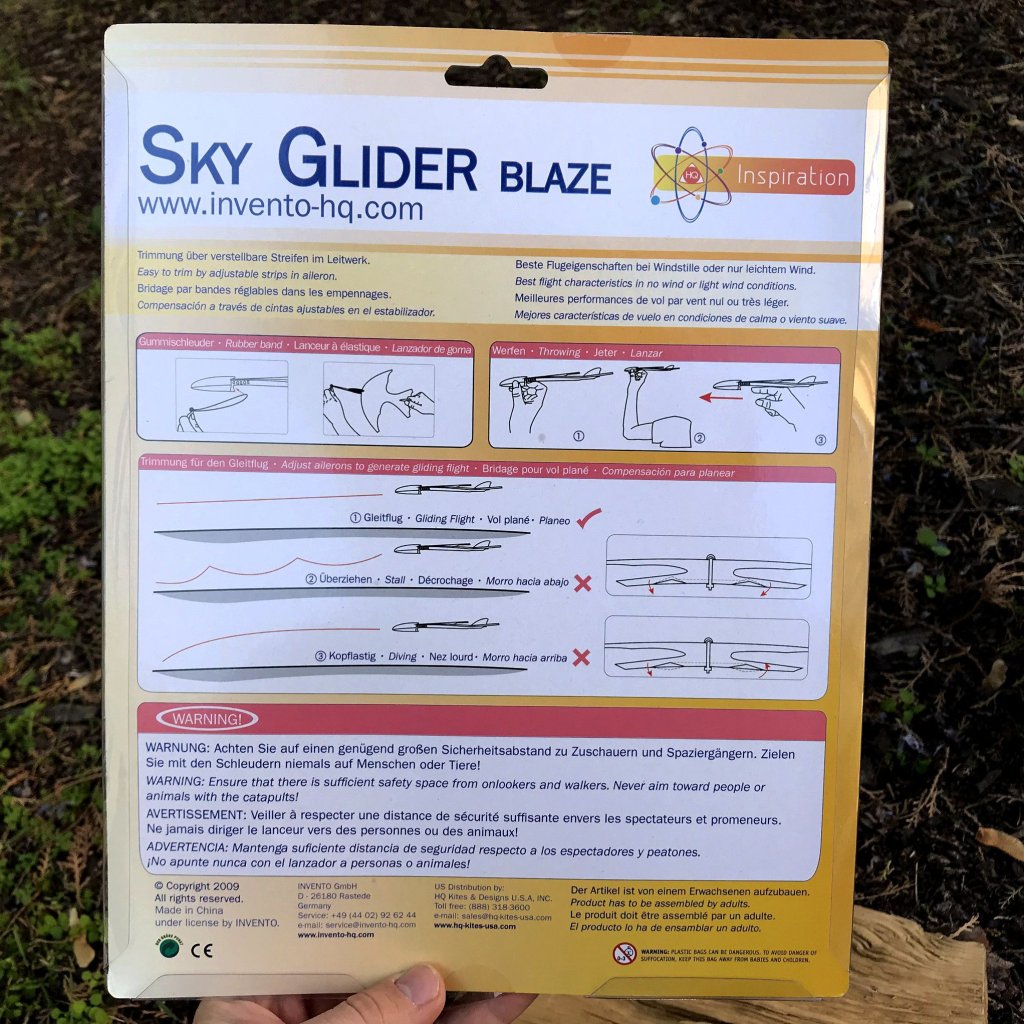 SKY GLIDER BLAZE
www.invento-hq.com
HQ
Inspiration
Trimmung über verstellbare Streifen im Leitwerk.
Easy to trim by adjustable strips in aileron.
Bridage par bandes réglables dans les empennages.
Compensación a través de cintas ajustables en el estabilizador.
Beste Flugeigenschaften bei Windstille oder nur leichtem Wind.
Best flight characteristics in no wind or light wind conditions.
Meilleures performances de vol par vent nul ou très léger.
Mejores características de vuelo en condiciones de calma o viento suave.
Gummischleuder · Rubber band · Lanceur à élastique · Lanzador de goma
Werfen · Throwing · Jeter · Lanzar
①
②
③
Trimmung für den Gleitflug · Adjust ailerons to generate gliding flight · Bridage pour vol plané · Compensación para planear
① Gleitflug · Gliding Flight · Vol plané · Planeo
② Überziehen · Stall · Décrochage · Morro hacia abajo
③ Kopflastig · Diving · Nez lourd · Morro hacia arriba
WARNING!
WARNUNG: Achten Sie auf einen genügend großen Sicherheitsabstand zu Zuschauern und Spaziergängern. Zielen
Sie mit den Schleudern niemals auf Menschen oder Tiere!
WARNING: Ensure that there is sufficient safety space from onlookers and walkers. Never aim toward people or
animals with the catapults!
AVERTISSEMENT: Veiller à respecter une distance de sécurité suffisante envers les spectateurs et promeneurs.
Ne jamais diriger le lanceur vers des personnes ou des animaux!
ADVERTENCIA: Mantenga suficiente distancia de seguridad respecto a los espectadores y peatones.
¡No apunte nunca con el lanzador a personas o animales!
© Copyright 2009
All rights reserved.
Made in China
under license by INVENTO.
INVENTO GmbH
D - 26180 Rastede
Germany
Service: +49 (44 02) 92 62 44
e-mail: service@invento-hq.com
www.invento-hq.com
US Distribution by:
HQ Kites & Designs U.S.A, INC.
Toll free: (888) 318-3600
e-mail: sales@hq-kites-usa.com
www.hq-kites-usa.com
Der Artikel ist von einem Erwachsenen aufzubauen.
Product has to be assembled by adults.
Le produit doit être assemblé par un adulte.
El producto lo ha de ensamblar un adulto.
CE
0-3
WARNING: PLASTIC BAGS CAN BE DANGEROUS. TO AVOID DANGER OF
SUFFOCATION, KEEP THIS BAG AWAY FROM BABIES AND CHILDREN.